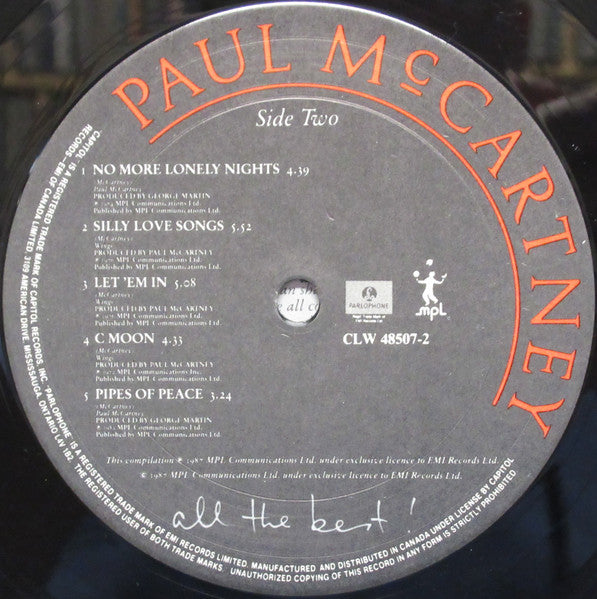 PAUL McCARTNEY
Side Two
1 NO MORE LONELY NIGHTS 4.39
(McCartney)
Paul McCartney
PRODUCED BY GEORGE MARTIN
℗ 1984 MPL Communications Ltd.
Published by MPL Communications Ltd.
2 SILLY LOVE SONGS 5.52
(McCartney)
Wings
PRODUCED BY PAUL McCARTNEY
℗ 1976 MPL Communications Ltd.
Published by MPL Communications Ltd.
3 LET 'EM IN 5.08
(McCartney)
Wings
PRODUCED BY PAUL McCARTNEY
℗ 1976 MPL Communications Ltd.
Published by MPL Communications Ltd.
4 C MOON 4.33
(McCartney)
Wings
PRODUCED BY PAUL McCARTNEY
℗ 1972 MPL Communications Inc.
Published by MPL Communications Ltd.
5 PIPES OF PEACE 3.24
(McCartney)
Paul McCartney
PRODUCED BY GEORGE MARTIN
℗ 1983 MPL Communications Ltd.
Published by MPL Communications Ltd.
e all c
PARLOPHONE
mpl
CLW 48507-2
This compilation ℗ 1987 MPL Communications Ltd. under exclusive licence to EMI Records Ltd.
© 1987 MPL Communications Ltd. under exclusive licence to EMI Records Ltd.
all the best!
CAPITOL IS A REGISTERED TRADE MARK OF CAPITOL RECORDS, INC. "PARLOPHONE" IS A REGISTERED TRADE MARK OF EMI RECORDS LIMITED. MANUFACTURED AND DISTRIBUTED IN CANADA UNDER LICENSE BY CAPITOL
RECORDS-EMI OF CANADA LIMITED, 3109 AMERICAN DRIVE, MISSISSAUGA, ONTARIO L4V 1B2, THE REGISTERED USER OF BOTH TRADE MARKS. UNAUTHORIZED COPYING OF THIS RECORD IN ANY FORM IS STRICTLY PROHIBITED